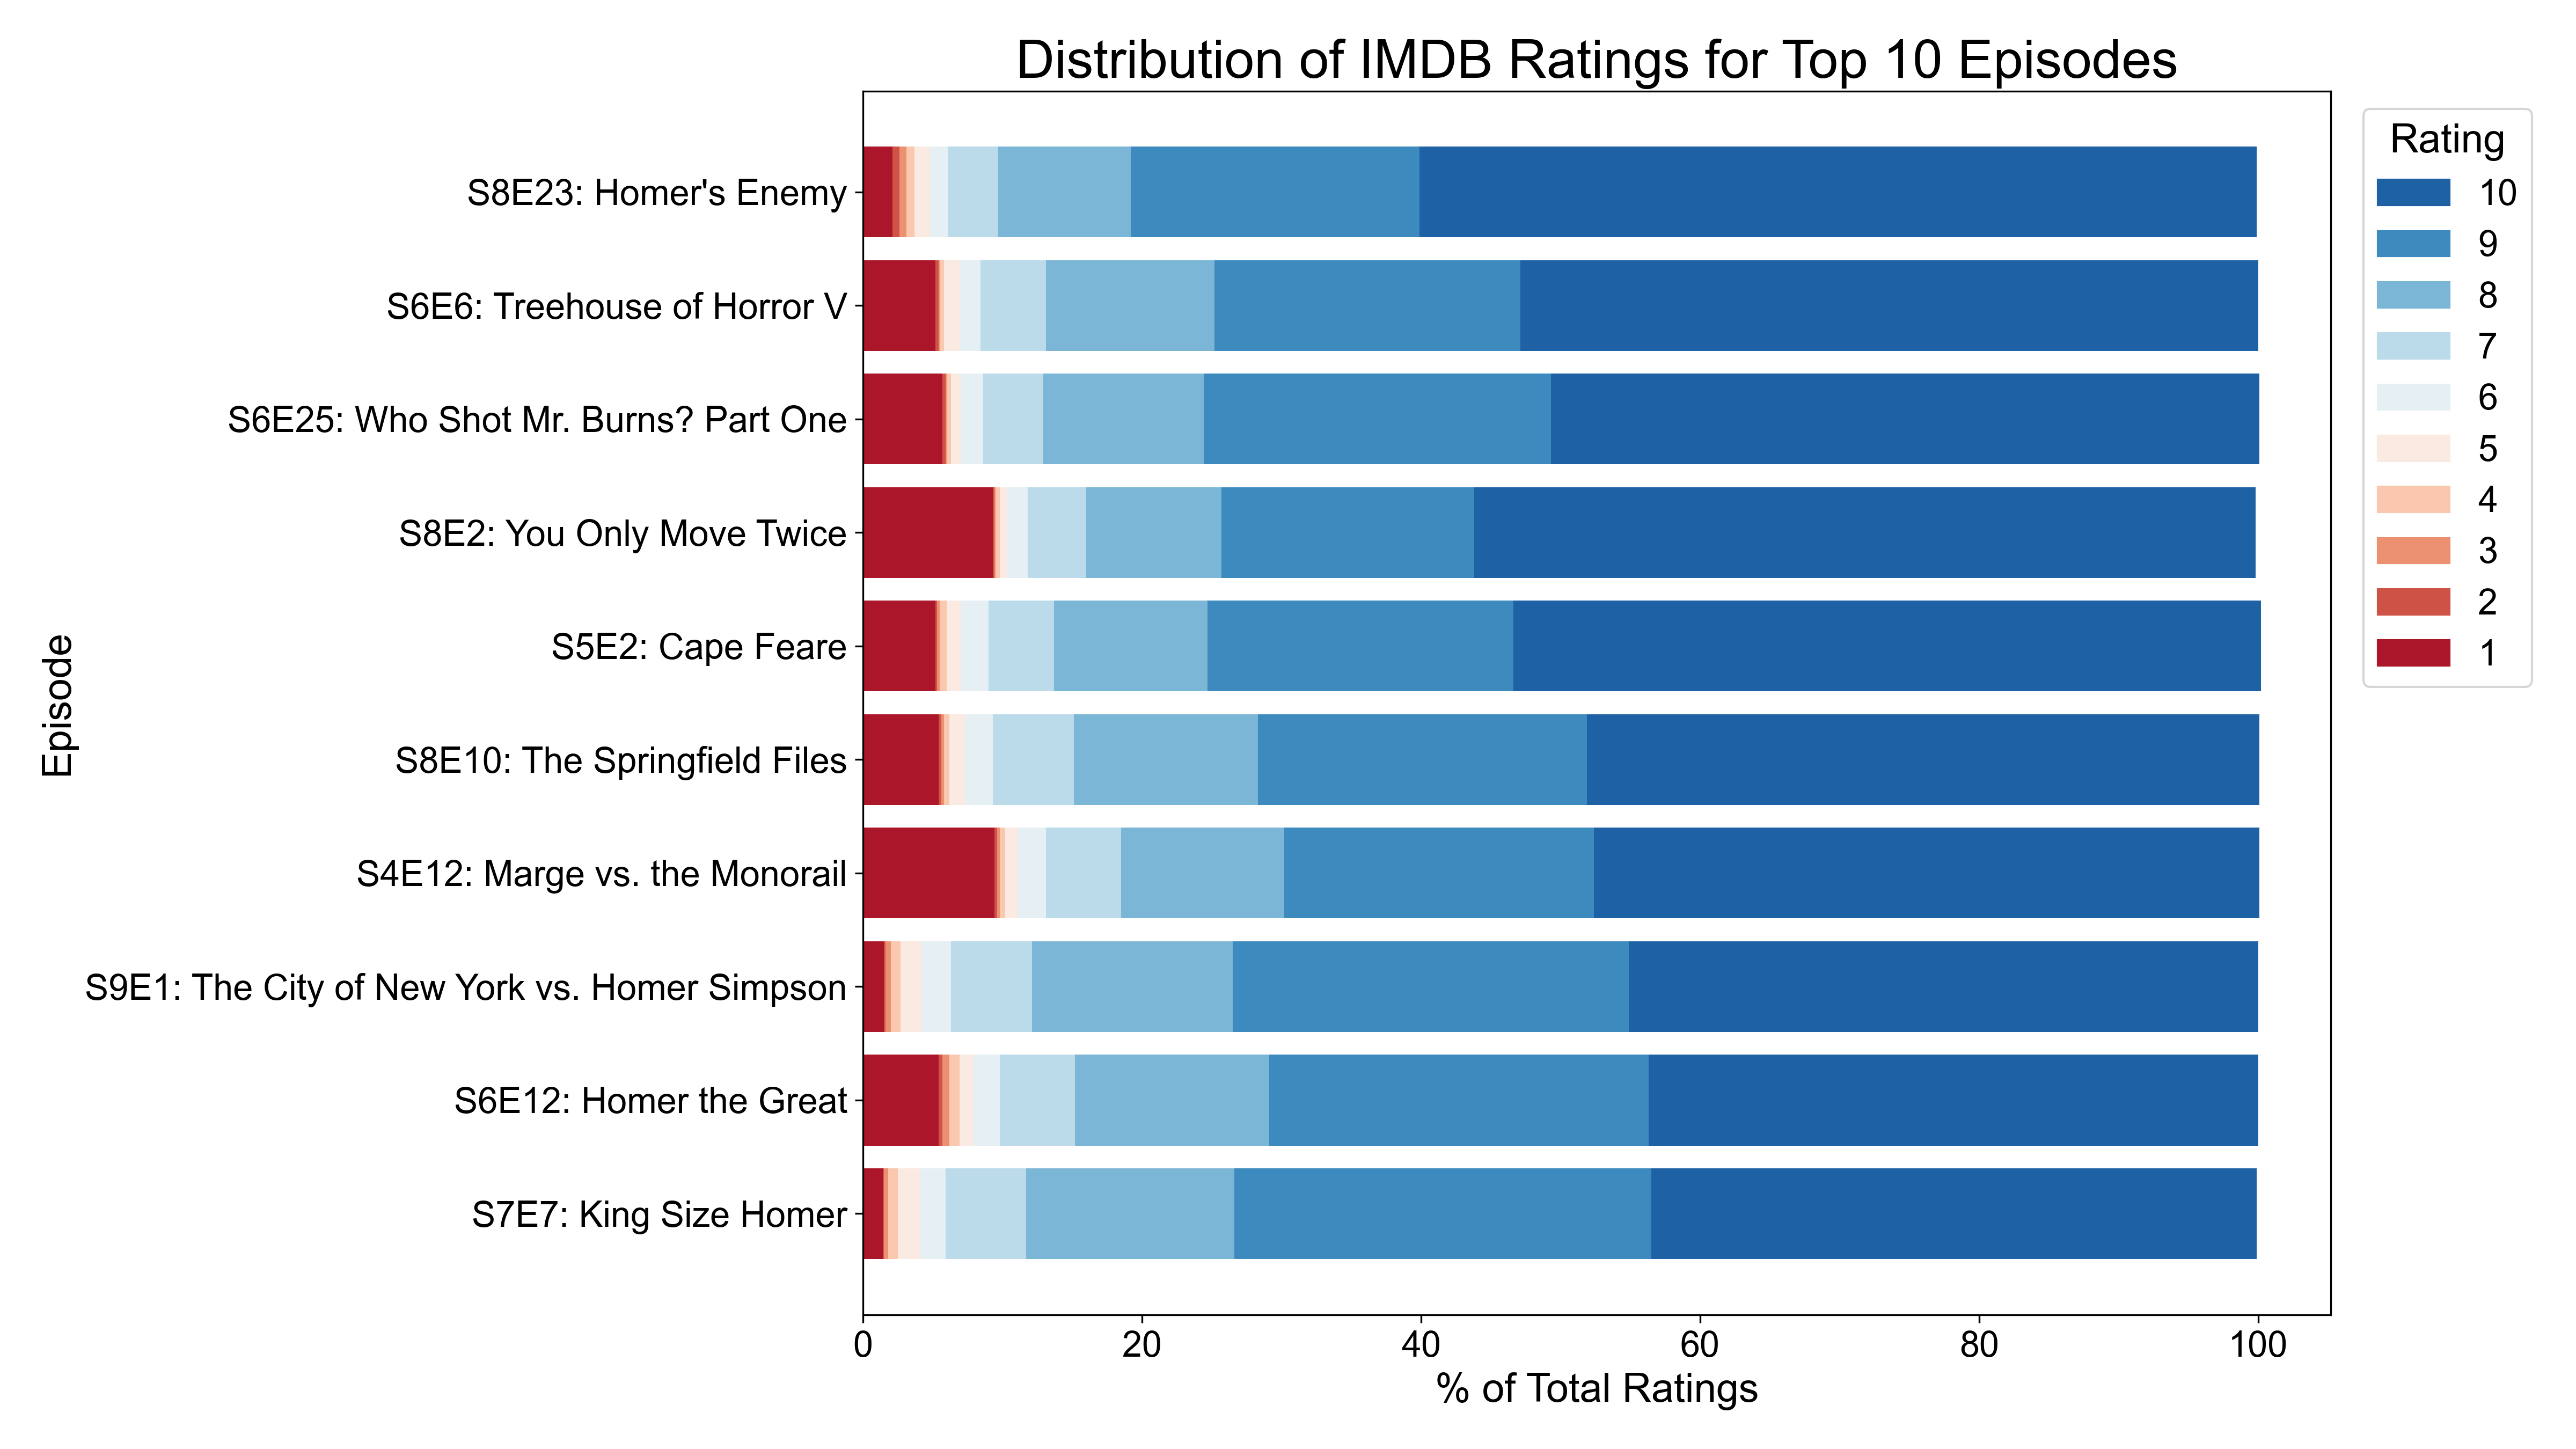 Distribution of IMDB Ratings for Top 10 Episodes
Rating
10
9
8
7
6
5
4
3
2
1
Episode
S8E23: Homer's Enemy
S6E6: Treehouse of Horror V
S6E25: Who Shot Mr. Burns? Part One
S8E2: You Only Move Twice
S5E2: Cape Feare
S8E10: The Springfield Files
S4E12: Marge vs. the Monorail
S9E1: The City of New York vs. Homer Simpson
S6E12: Homer the Great
S7E7: King Size Homer
0 20 40 60 80 100
% of Total Ratings